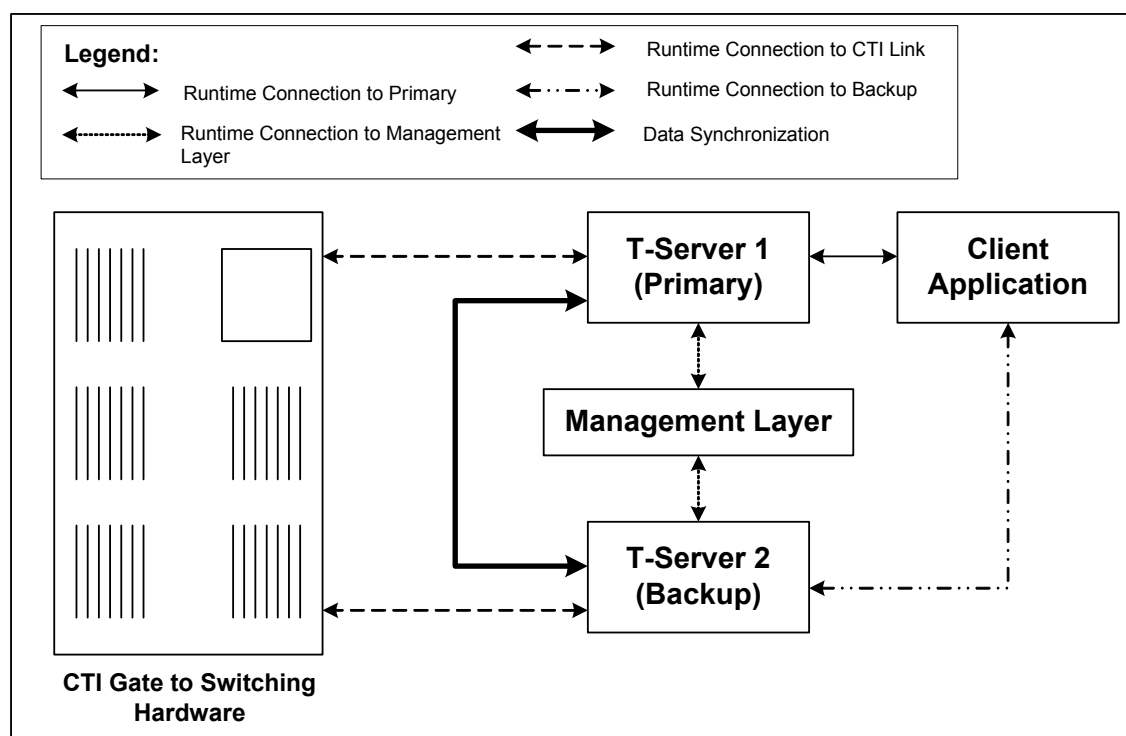 Legend:
Runtime Connection to Primary
Runtime Connection to Management
Layer
Runtime Connection to CTI Link
Runtime Connection to Backup
Data Synchronization
T-Server 1
(Primary)
Client
Application
Management Layer
T-Server 2
(Backup)
CTI Gate to Switching
Hardware